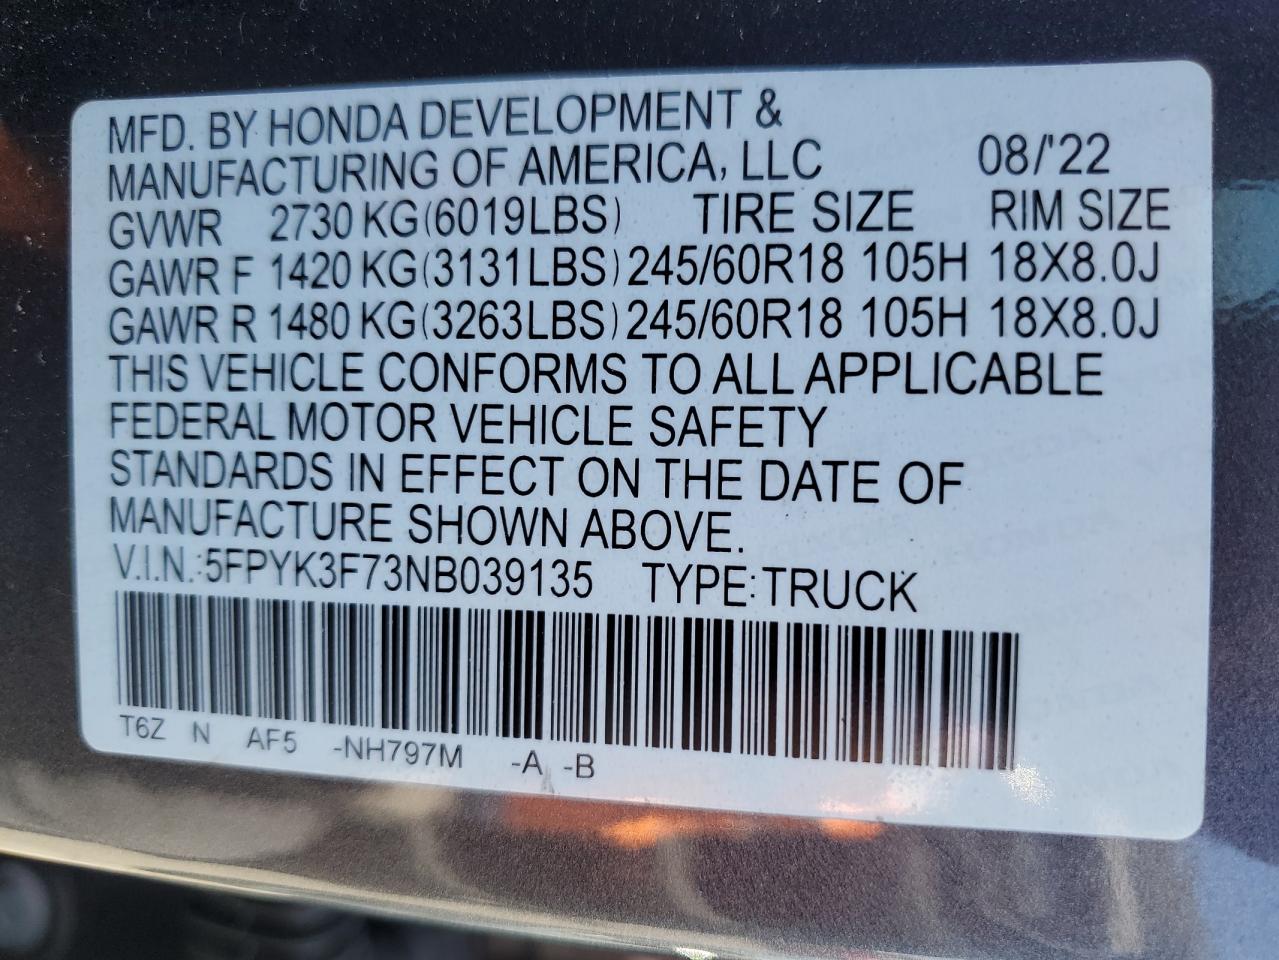 MFD. BY HONDA DEVELOPMENT &
MANUFACTURING OF AMERICA, LLC 08/'22
GVWR 2730 KG(6019LBS) TIRE SIZE RIM SIZE
GAWR F 1420 KG(3131LBS) 245/60R18 105H 18X8.0J
GAWR R 1480 KG(3263LBS) 245/60R18 105H 18X8.0J
THIS VEHICLE CONFORMS TO ALL APPLICABLE
FEDERAL MOTOR VEHICLE SAFETY
STANDARDS IN EFFECT ON THE DATE OF
MANUFACTURE SHOWN ABOVE.
V.I.N.:5FPYK3F73NB039135 TYPE:TRUCK
T6Z N AF5 -NH797M -A -B